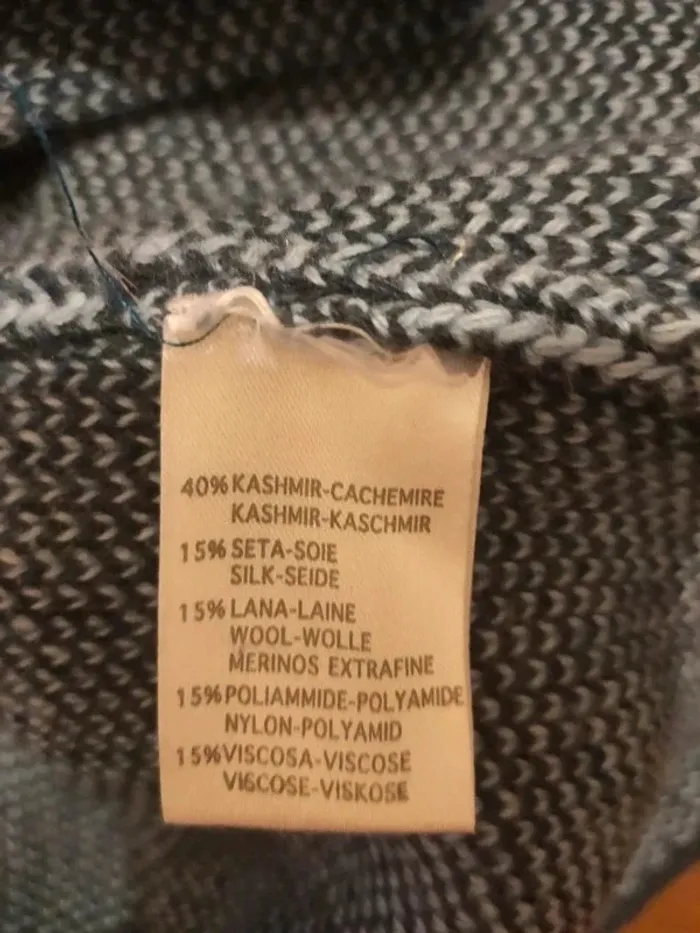 40% KASHMIR-CACHEMIRE
KASHMIR-KASCHMIR
15% SETA-SOIE
SILK-SEIDE
15% LANA-LAINE
WOOL-WOLLE
MERINOS EXTRAFINE
15% POLIAMMIDE-POLYAMIDE
NYLON-POLYAMID
15% VISCOSA-VISCOSE
VISCOSE-VISKOSE